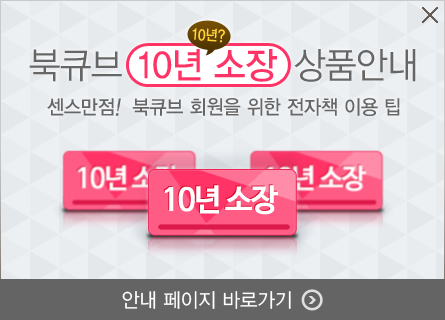 10년?
북큐브 10년 소장 상품안내
센스만점! 북큐브 회원을 위한 전자책 이용 팁
10년 소장
10년 소장
10년 소장
안내 페이지 바로가기